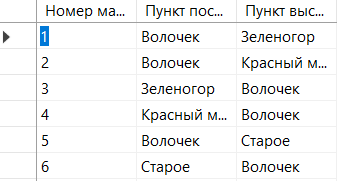 Номер ма... Пункт пос... Пункт выс...
1 Волочек Зеленогор
2 Волочек Красный м...
3 Зеленогор Волочек
4 Красный м... Волочек
5 Волочек Старое
6 Старое Волочек